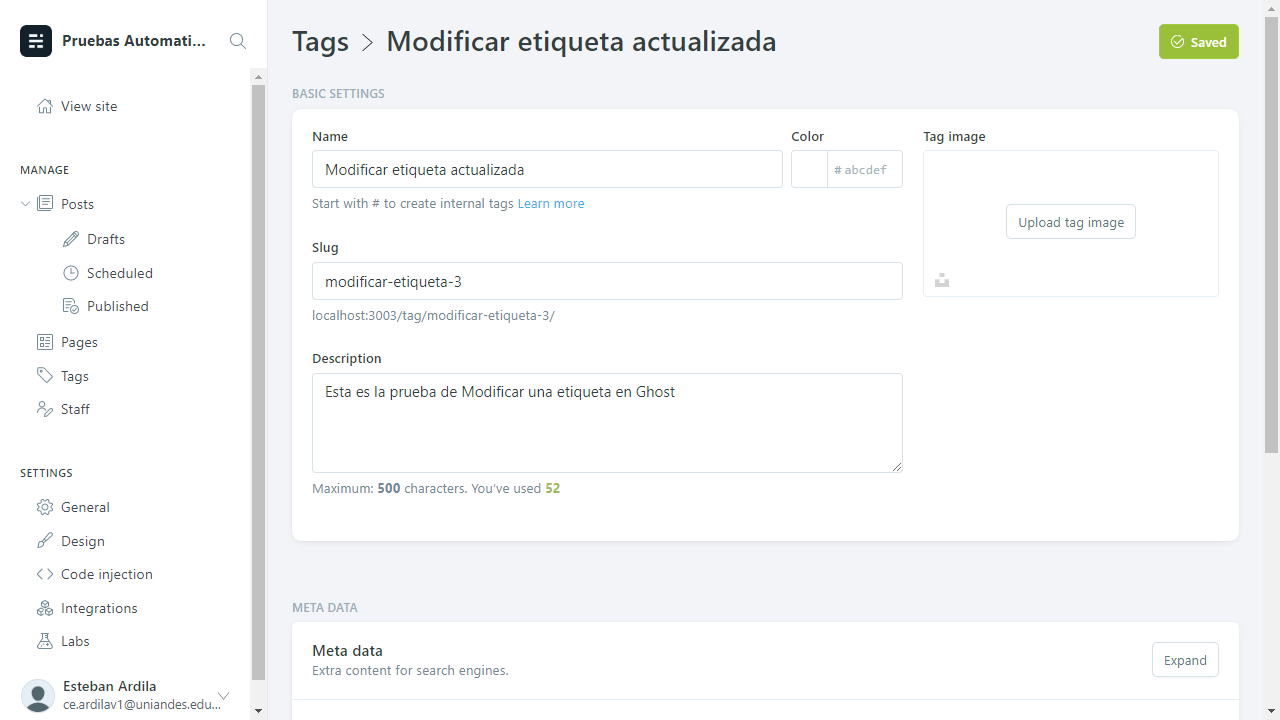 Pruebas Automati...
View site
MANAGE
Posts
Drafts
Scheduled
Published
Pages
Tags
Staff
SETTINGS
General
Design
Code injection
Integrations
Labs
Esteban Ardila
ce.ardilav1@uniandes.edu...
Tags > Modificar etiqueta actualizada
Saved
BASIC SETTINGS
Name
Modificar etiqueta actualizada
Start with # to create internal tags Learn more
Color
# abcdef
Slug
modificar-etiqueta-3
localhost:3003/tag/modificar-etiqueta-3/
Description
Esta es la prueba de Modificar una etiqueta en Ghost
Maximum: 500 characters. You've used 52
Tag image
Upload tag image
META DATA
Meta data
Extra content for search engines.
Expand